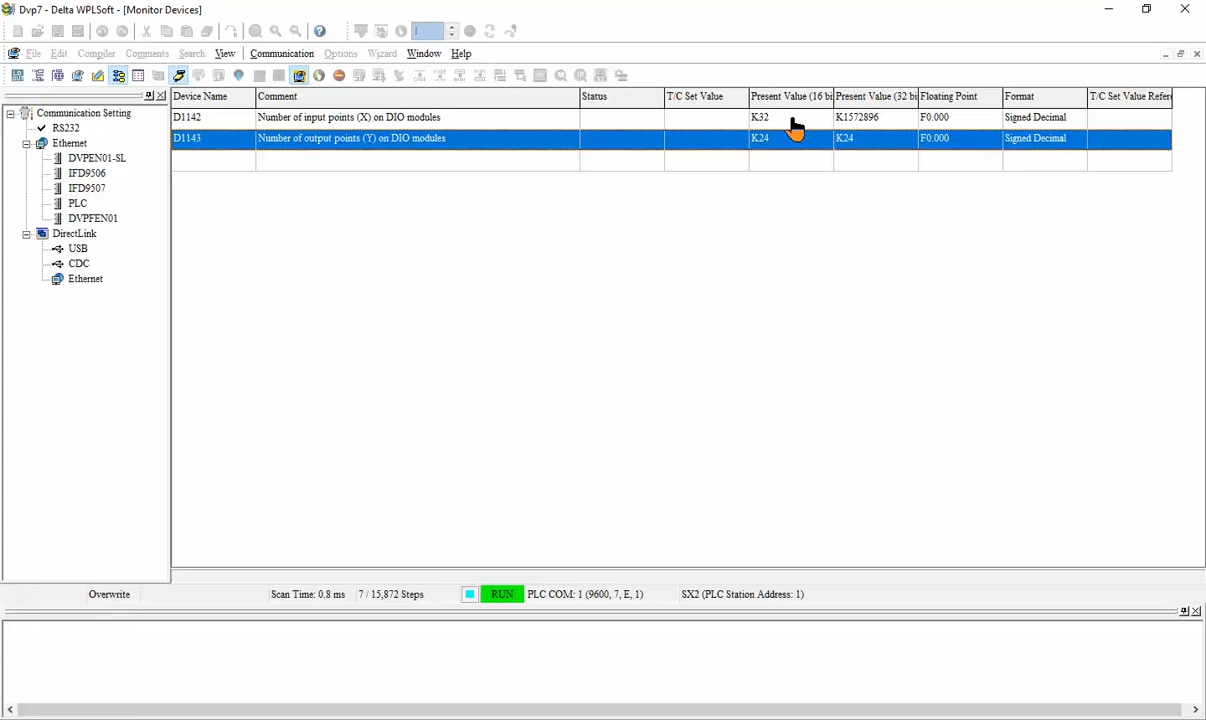 Dvp7 - Delta WPLSoft - [Monitor Devices]
1
File Edit Compiler Comments Search View Communication Options Wizard Window Help
Device Name Comment Status T/C Set Value Present Value (16 bi Present Value (32 bi Floating Point Format T/C Set Value Refere
D1142 Number of input points (X) on DIO modules K32 K1572896 F0.000 Signed Decimal
D1143 Number of output points (Y) on DIO modules K24 K24 F0.000 Signed Decimal
Communication Setting
RS232
Ethernet
DVPEN01-SL
IFD9506
IFD9507
PLC
DVPFEN01
DirectLink
USB
CDC
Ethernet
Overwrite Scan Time: 0.8 ms 7 / 15,872 Steps RUN PLC COM: 1 (9600, 7, E, 1) SX2 (PLC Station Address: 1)